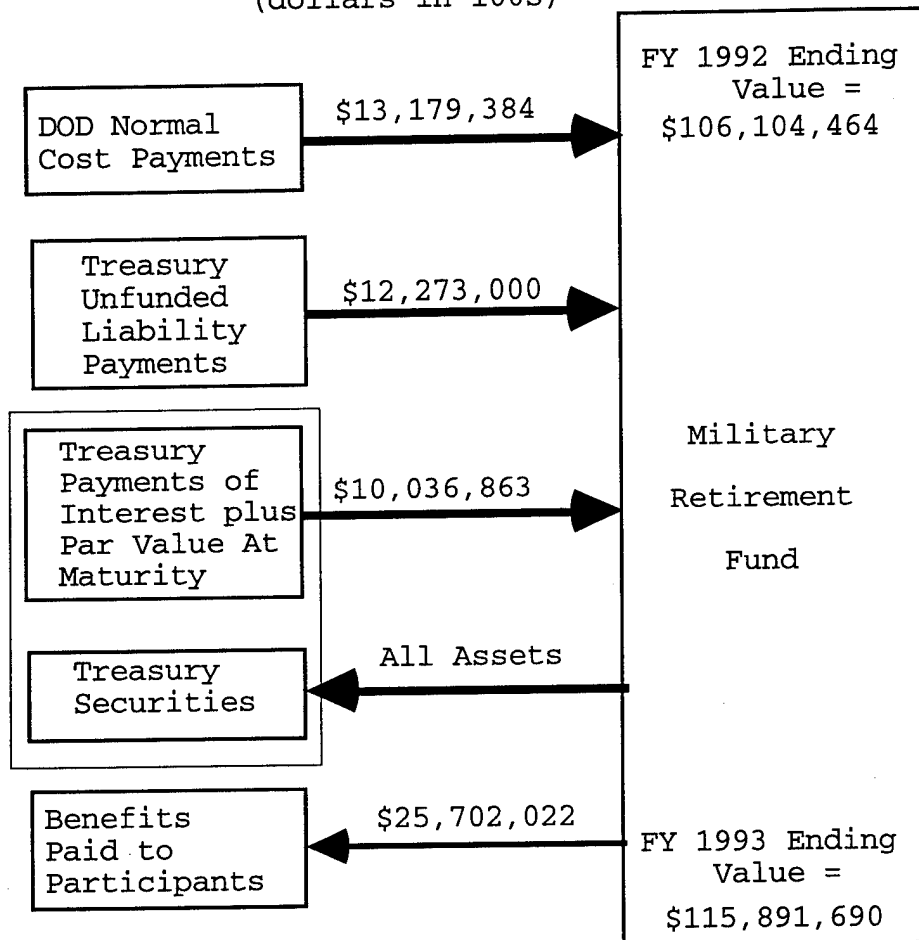 (dollars in 100s)
FY 1992 Ending
Value =
$106,104,464
DOD Normal
Cost Payments
$13,179,384
Treasury
Unfunded
Liability
Payments
$12,273,000
Treasury
Payments of
Interest plus
Par Value At
Maturity
$10,036,863
Military
Retirement
Fund
Treasury
Securities
All Assets
Benefits
Paid to
Participants
$25,702,022
FY 1993 Ending
Value =
$115,891,690